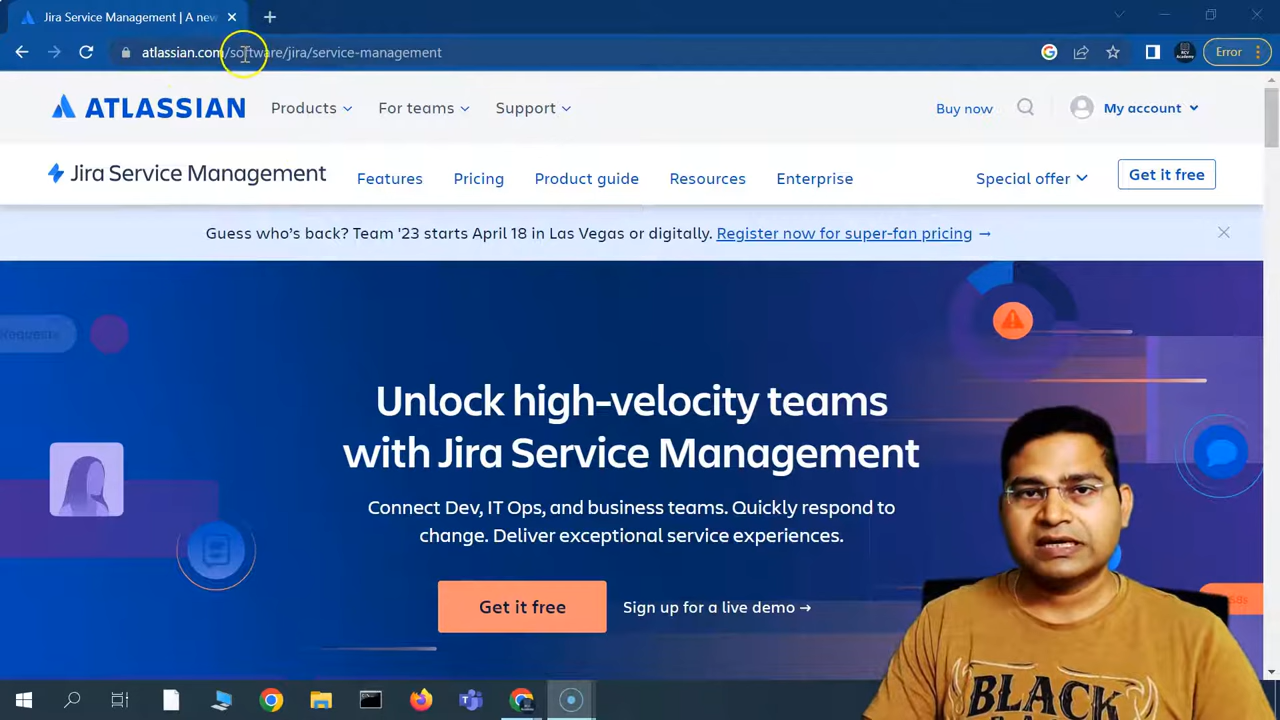 Jira Service Management | A new
atlassian.com/software/jira/service-management
Error
ATLASSIAN
Products
For teams
Support
Buy now
My account
Jira Service Management
Features
Pricing
Product guide
Resources
Enterprise
Special offer
Get it free
Guess who's back? Team '23 starts April 18 in Las Vegas or digitally. Register now for super-fan pricing →
Requests
Unlock high-velocity teams
with Jira Service Management
Connect Dev, IT Ops, and business teams. Quickly respond to
change. Deliver exceptional service experiences.
Get it free
Sign up for a live demo →
BLACK